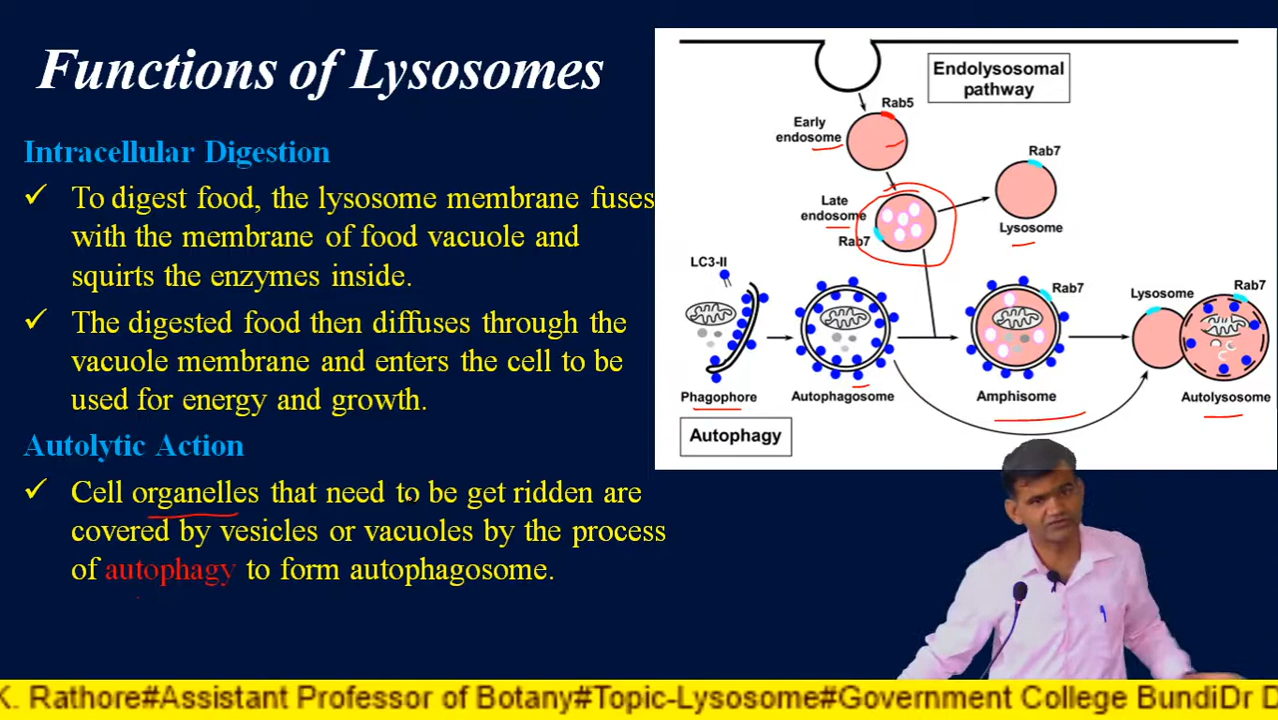 Functions of Lysosomes
Intracellular Digestion
✓ To digest food, the lysosome membrane fuses
with the membrane of food vacuole and
squirts the enzymes inside.
✓ The digested food then diffuses through the
vacuole membrane and enters the cell to be
used for energy and growth.
Autolytic Action
✓ Cell organelles that need to be get ridden are
covered by vesicles or vacuoles by the process
of autophagy to form autophagosome.
Endolysosomal
pathway
Rab5
Early
endosome
Rab7
Late
endosome
Rab7
Lysosome
LC3-II
Rab7
Lysosome
Rab7
Phagophore
Autophagosome
Amphisome
Autolysosome
Autophagy
K. Rathore#Assistant Professor of Botany#Topic-Lysosome#Government College BundiDr D